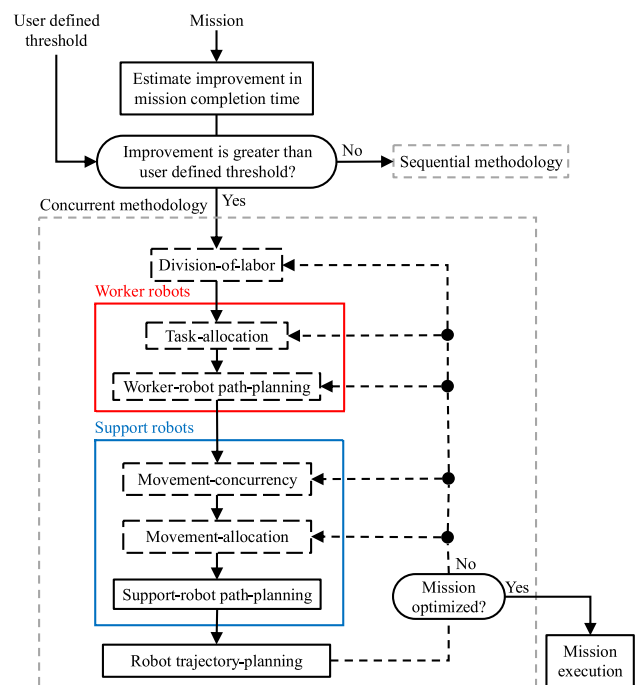 User defined
threshold
Mission
Estimate improvement in
mission completion time
Improvement is greater than
user defined threshold?
No
Sequential methodology
Yes
Concurrent methodology
Division-of-labor
Worker robots
Task-allocation
Worker-robot path-planning
Support robots
Movement-concurrency
Movement-allocation
Support-robot path-planning
No
Mission
optimized?
Yes
Robot trajectory-planning
Mission
execution